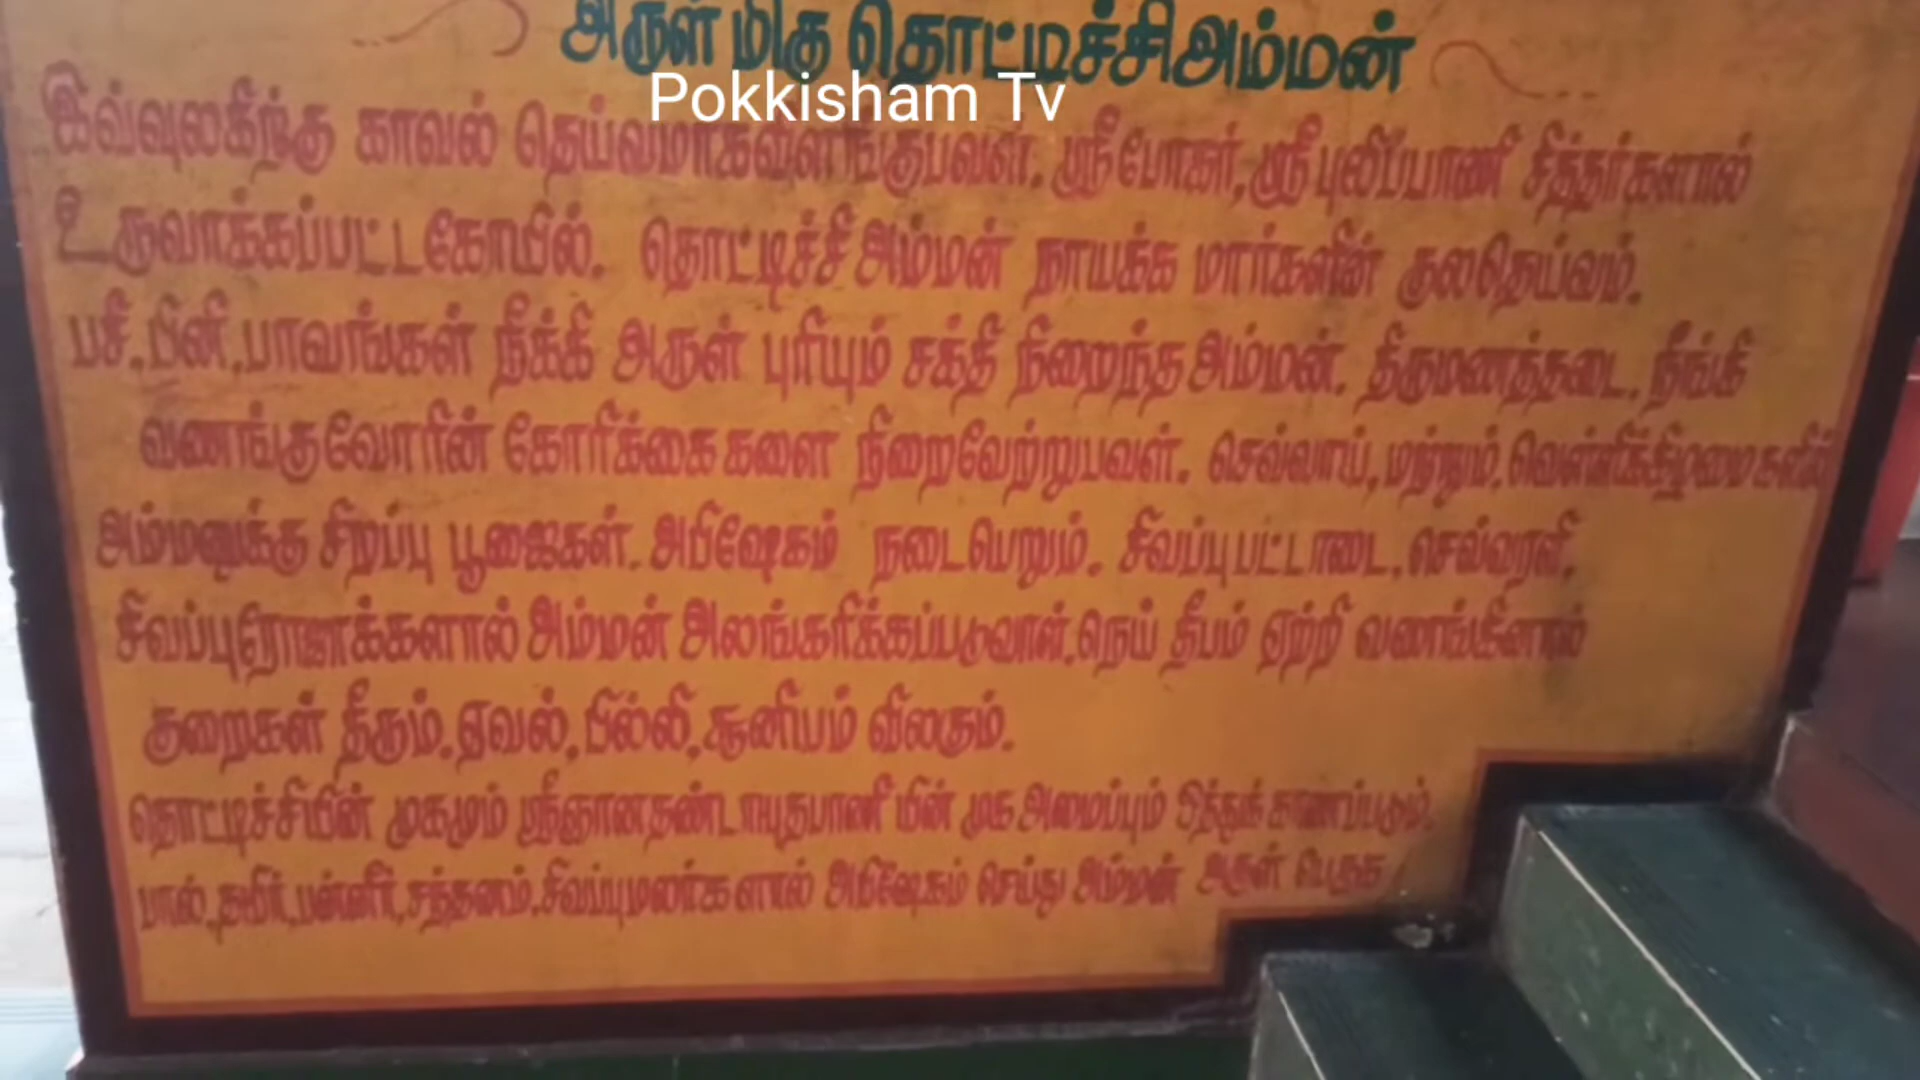 அருள்மிகு தொட்டிச்சிஅம்மன்
Pokkisham Tv
இவ்வுலகிற்கு காவல் தெய்வமாகவிளங்குபவள். ஸ்ரீபோகர், ஸ்ரீபுலிப்பாணி சித்தர்களால்
உருவாக்கப்பட்டகோயில். தொட்டிச்சிஅம்மன் நாயக்க மார்களின் குலதெய்வம்.
பசி.பினி.பாவங்கள் நீக்கி அருள் புரியும் சக்தி நிறைந்தஅம்மன். திருமணத்தடை. நீங்கி
வணங்குவோரின் கோரிக்கைகளை நிறைவேற்றுபவள். செவ்வாய், மற்றும். வெள்ளிக்கிழமைகளில்
அம்மனுக்கு சிறப்பு பூஜைகள். அபிஷேகம் நடைபெறும். சிவப்புபட்டாடை. செவ்வரளி.
சிவப்புரோஜாக்களால் அம்மன் அலங்கரிக்கப்படுவாள். நெய் தீபம் ஏற்றி வணங்கினால்
குறைகள் தீரும். ஏவல். பில்லி. சூனியம் விலகும்.
தொட்டிச்சியின் முகமும் ஸ்ரீஞானதண்டாயுதபானியின் முக அமைப்பும் ஒத்துக் காணப்படும்.
பால், தயிர், பன்னீர், சந்தனம். சிவப்புமலர்களால் அபிஷேகம் செய்து அம்மன் அருள் பெருக